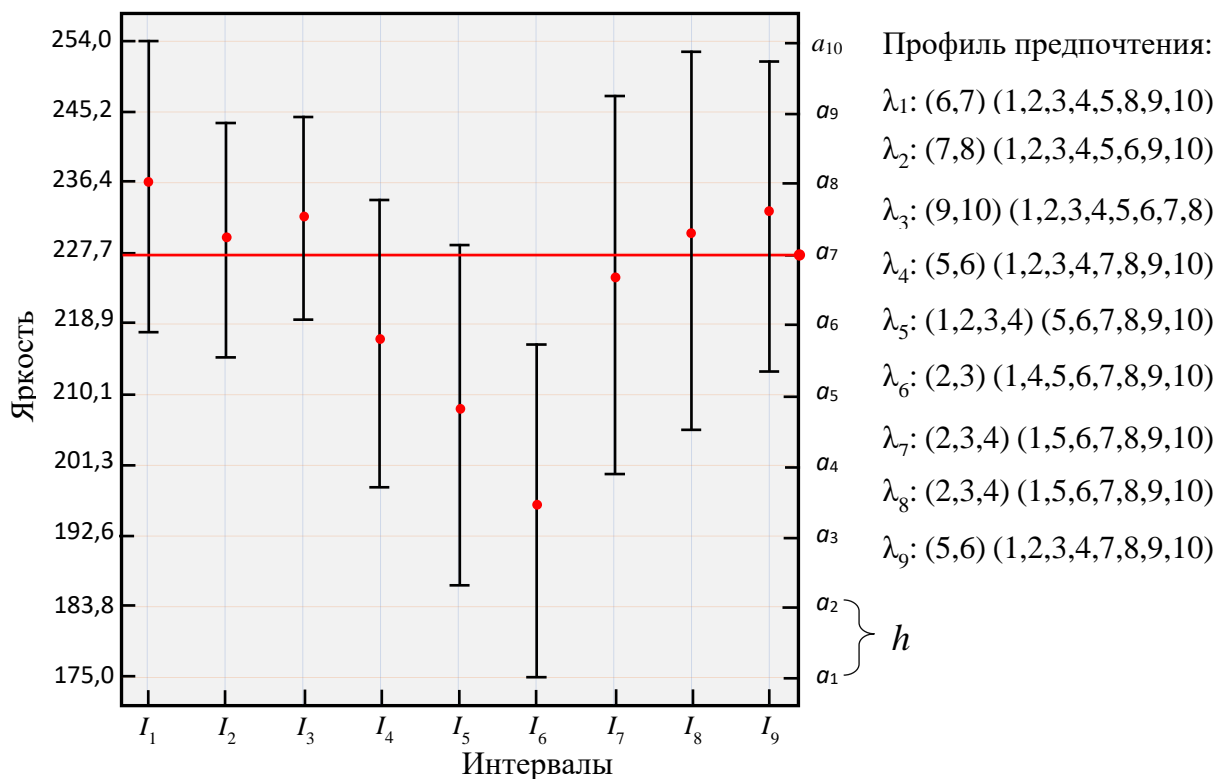 Яркость
254,0
245,2
236,4
227,7
218,9
210,1
201,3
192,6
183,8
175,0
I₁ I₂ I₃ I₄ I₅ I₆ I₇ I₈ I₉
Интервалы
a₁₀
a₉
a₈
a₇
a₆
a₅
a₄
a₃
a₂
a₁
h
Профиль предпочтения:
λ₁: (6,7) (1,2,3,4,5,8,9,10)
λ₂: (7,8) (1,2,3,4,5,6,9,10)
λ₃: (9,10) (1,2,3,4,5,6,7,8)
λ₄: (5,6) (1,2,3,4,7,8,9,10)
λ₅: (1,2,3,4) (5,6,7,8,9,10)
λ₆: (2,3) (1,4,5,6,7,8,9,10)
λ₇: (2,3,4) (1,5,6,7,8,9,10)
λ₈: (2,3,4) (1,5,6,7,8,9,10)
λ₉: (5,6) (1,2,3,4,7,8,9,10)